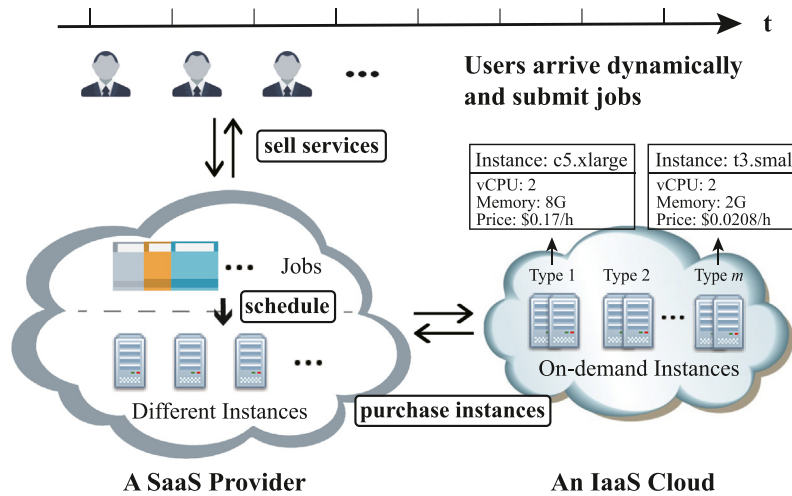 t
Users arrive dynamically
and submit jobs
sell services
Instance: c5.xlarge
vCPU: 2
Memory: 8G
Price: $0.17/h
Instance: t3.smal
vCPU: 2
Memory: 2G
Price: $0.0208/h
Type 1
Type 2
Type m
Jobs
schedule
On-demand Instances
Different Instances
purchase instances
A SaaS Provider
An IaaS Cloud